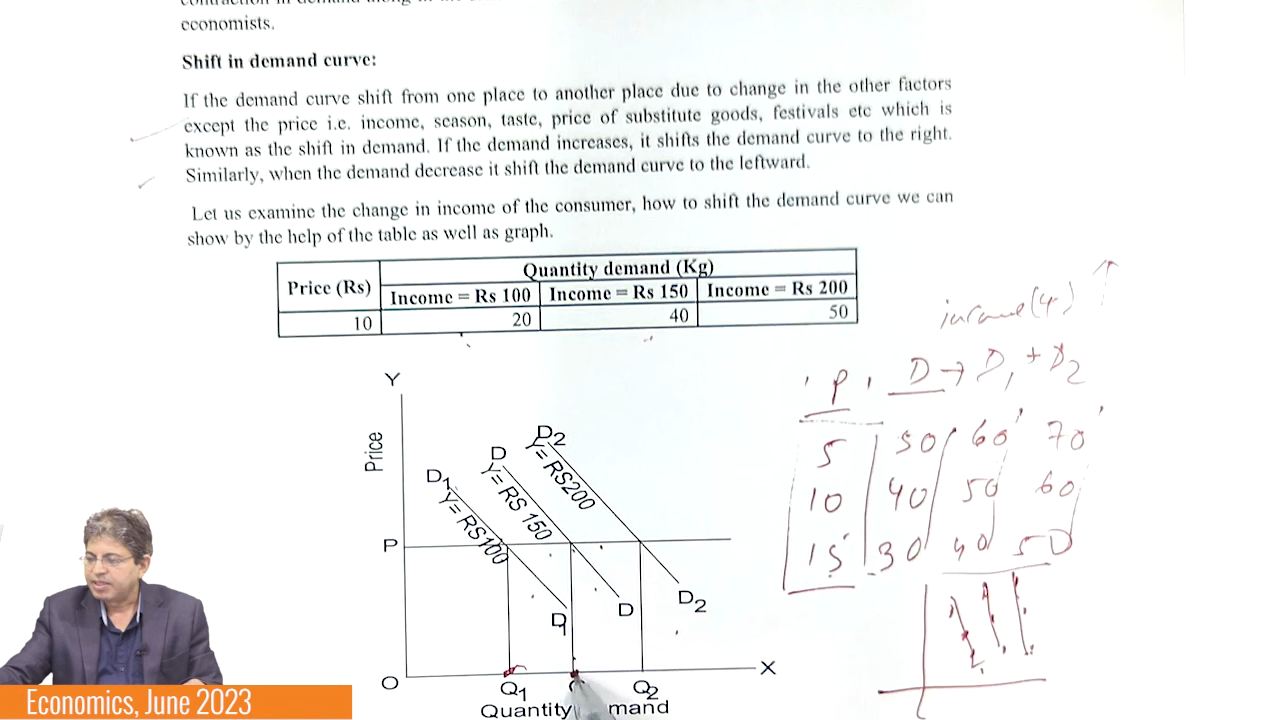 economists.
Shift in demand curve:
If the demand curve shift from one place to another place due to change in the other factors
except the price i.e. income, season, taste, price of substitute goods, festivals etc which is
known as the shift in demand. If the demand increases, it shifts the demand curve to the right.
Similarly, when the demand decrease it shift the demand curve to the leftward.
Let us examine the change in income of the consumer, how to shift the demand curve we can
show by the help of the table as well as graph.
Price (Rs) Quantity demand (Kg)
Income = Rs 100 Income = Rs 150 Income = Rs 200
10 20 40 50
Y
Price
D1 Y= RS100
D Y= RS 150
D2 Y= RS200
P
D1
D
D2
O
Q1
Q2
X
Quantity mand
P D → D1 + D2
5 50 60 70
10 40 50 60
15 30 40 50
Economics, June 2023